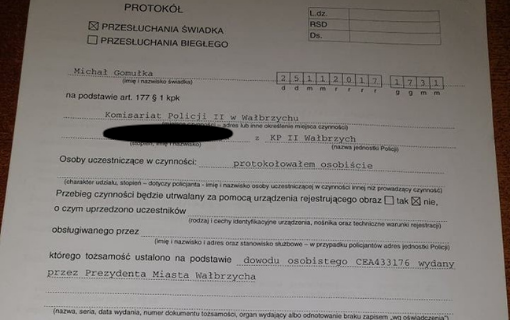 PROTOKÓŁ
L.dz.
RSD
Ds.
☒ PRZESŁUCHANIA ŚWIADKA
☐ PRZESŁUCHANIA BIEGŁEGO
Michał Gomułka
(imię i nazwisko świadka)
2 5 1 1 2 0 1 7 1 7 3 1
d d m m r r r r g g m m
na podstawie art. 177 § 1 kpk
Komisariat Policji II w Wałbrzychu
adres lub inne określenie miejsca czynności)
z KP II Wałbrzych
(stopień, imię i nazwisko)
(nazwa jednostki Policji)
Osoby uczestniczące w czynności: protokołowałem osobiście
(charakter udziału, stopień – dotyczy policjanta - imię i nazwisko osoby uczestniczącej w czynności innej niż prowadzący czynność)
Przebieg czynności będzie utrwalany za pomocą urządzenia rejestrującego obraz ☐ tak ☒ nie,
o czym uprzedzono uczestników
(rodzaj i cechy identyfikacyjne urządzenia, nośnika oraz techniczne warunki rejestracji)
obsługiwanego przez
(imię i nazwisko i adres oraz stanowisko służbowe – w przypadku policjantów adres jednostki Policji)
którego tożsamość ustalono na podstawie dowodu osobistego CEA433176 wydany
przez Prezydenta Miasta Wałbrzycha
(nazwa, seria, data wydania, numer dokumentu tożsamości, organ wydający albo odnotowanie braku zapisem „wg oświadczenia")